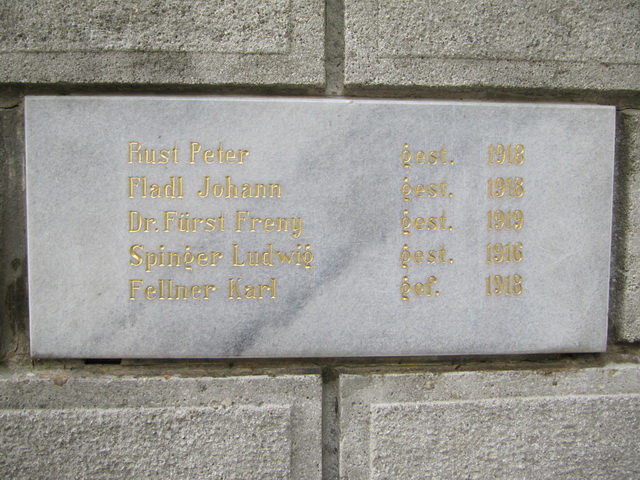 Rust Peter gest. 1918
Fladl Johann gest. 1918
Dr. Fürst Freny gest. 1919
Spinger Ludwig gest. 1916
Fellner Karl gef. 1918